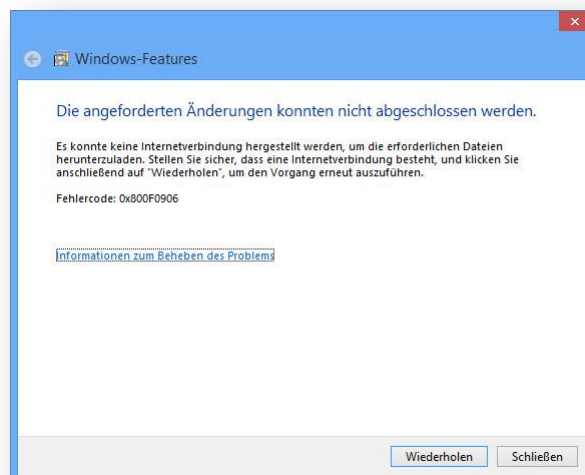 Windows-Features
Die angeforderten Änderungen konnten nicht abgeschlossen werden.
Es konnte keine Internetverbindung hergestellt werden, um die erforderlichen Dateien
herunterzuladen. Stellen Sie sicher, dass eine Internetverbindung besteht, und klicken Sie
anschließend auf "Wiederholen", um den Vorgang erneut auszuführen.
Fehlercode: 0x800F0906
Informationen zum Beheben des Problems
Wiederholen Schließen